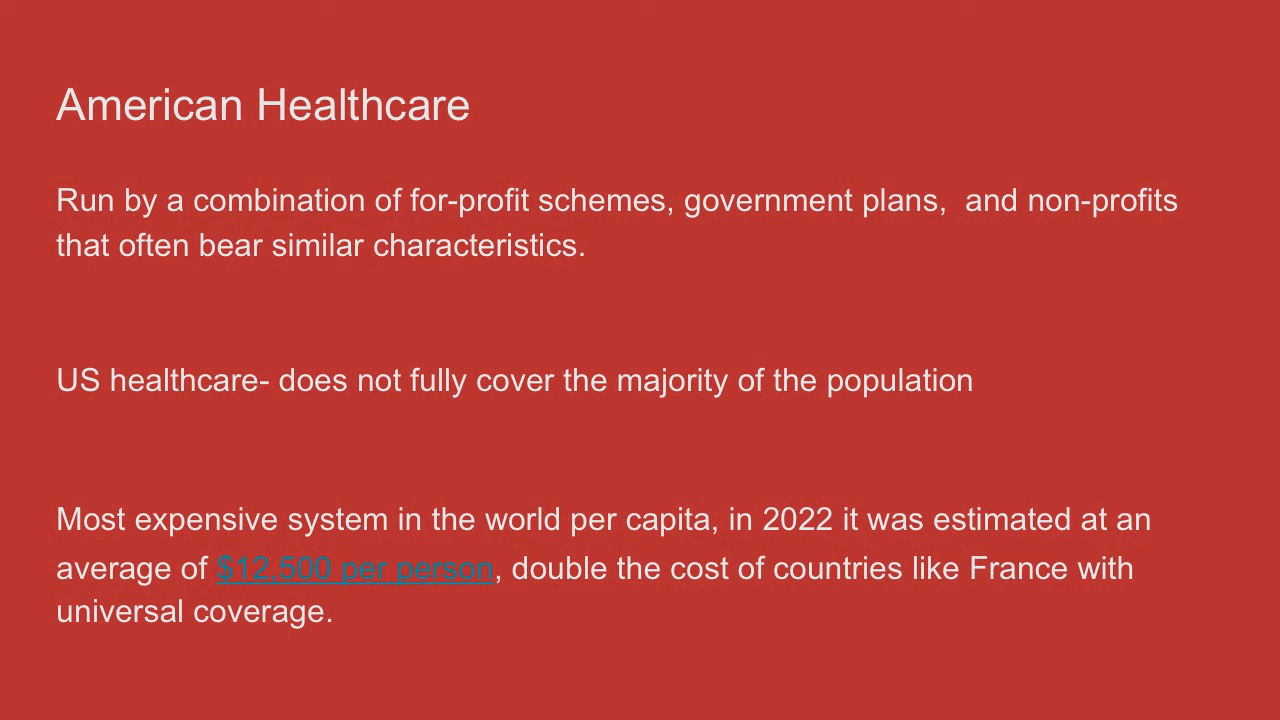 American Healthcare
Run by a combination of for-profit schemes, government plans,  and non-profits
that often bear similar characteristics.
US healthcare- does not fully cover the majority of the population
Most expensive system in the world per capita, in 2022 it was estimated at an
average of $12,500 per person, double the cost of countries like France with
universal coverage.